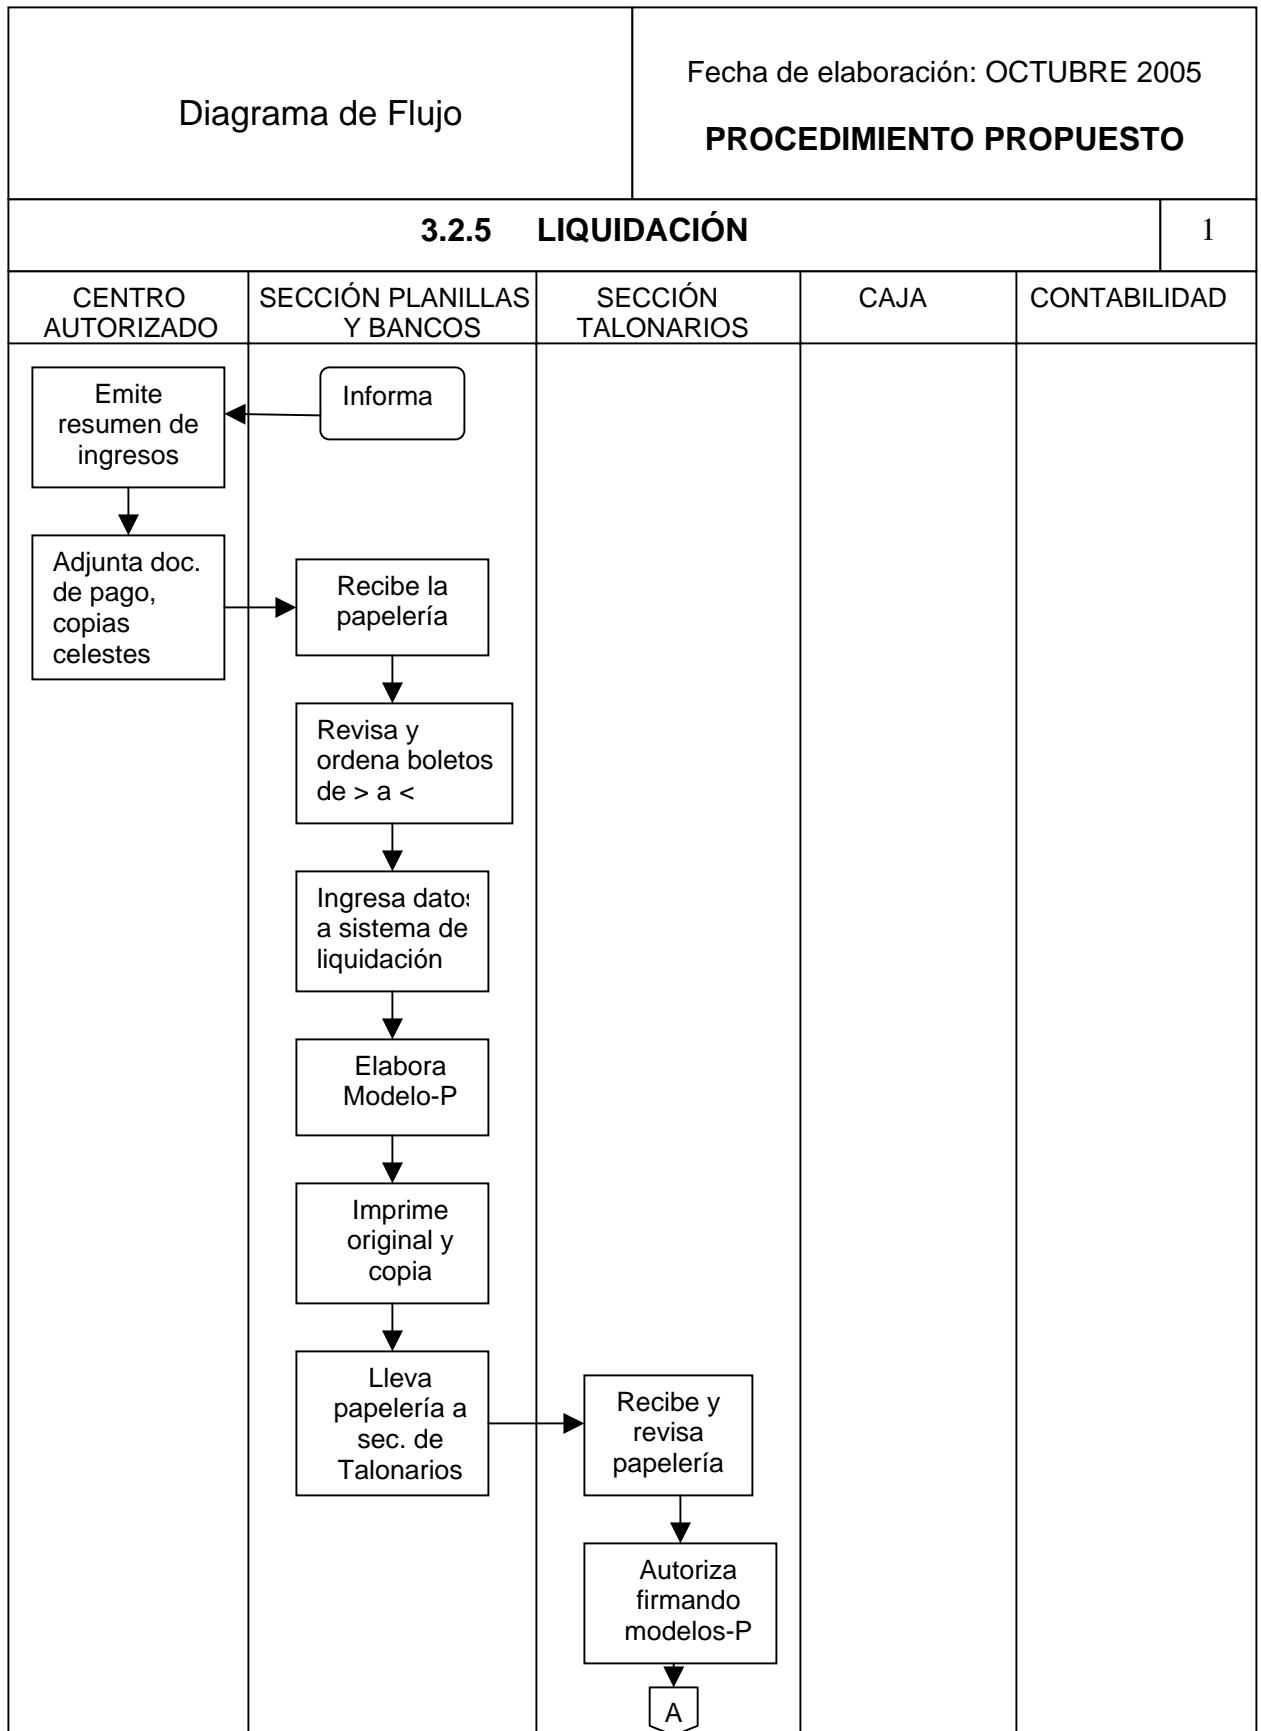 Diagrama de Flujo
Fecha de elaboración: OCTUBRE 2005
PROCEDIMIENTO PROPUESTO
3.2.5 LIQUIDACIÓN
1
CENTRO
AUTORIZADO
SECCIÓN PLANILLAS
Y BANCOS
SECCIÓN
TALONARIOS
CAJA
CONTABILIDAD
Informa
Emite
resumen de
ingresos
Adjunta doc.
de pago,
copias
celestes
Recibe la
papelería
Revisa y
ordena boletos
de > a <
Ingresa datos
a sistema de
liquidación
Elabora
Modelo-P
Imprime
original y
copia
Lleva
papelería a
sec. de
Talonarios
Recibe y
revisa
papelería
Autoriza
firmando
modelos-P
A